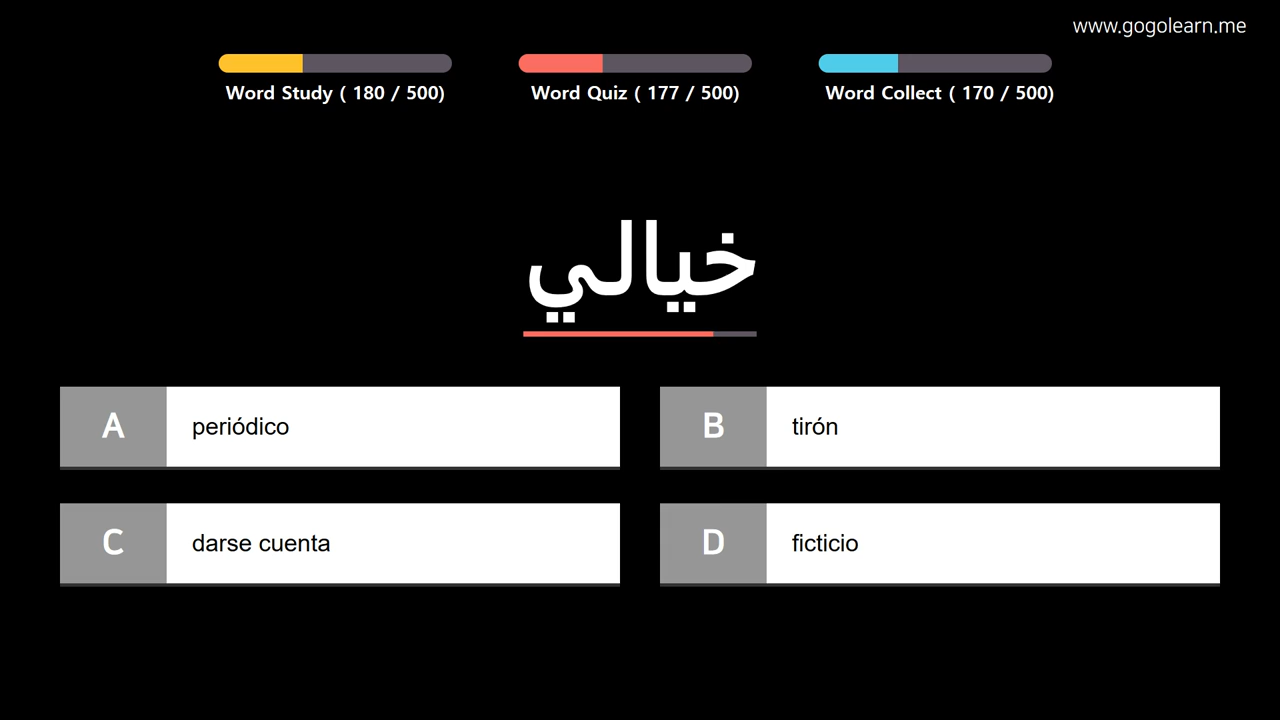 www.gogolearn.me
Word Study ( 180 / 500)
Word Quiz ( 177 / 500)
Word Collect ( 170 / 500)
خيالي
A periódico
B tirón
C darse cuenta
D ficticio